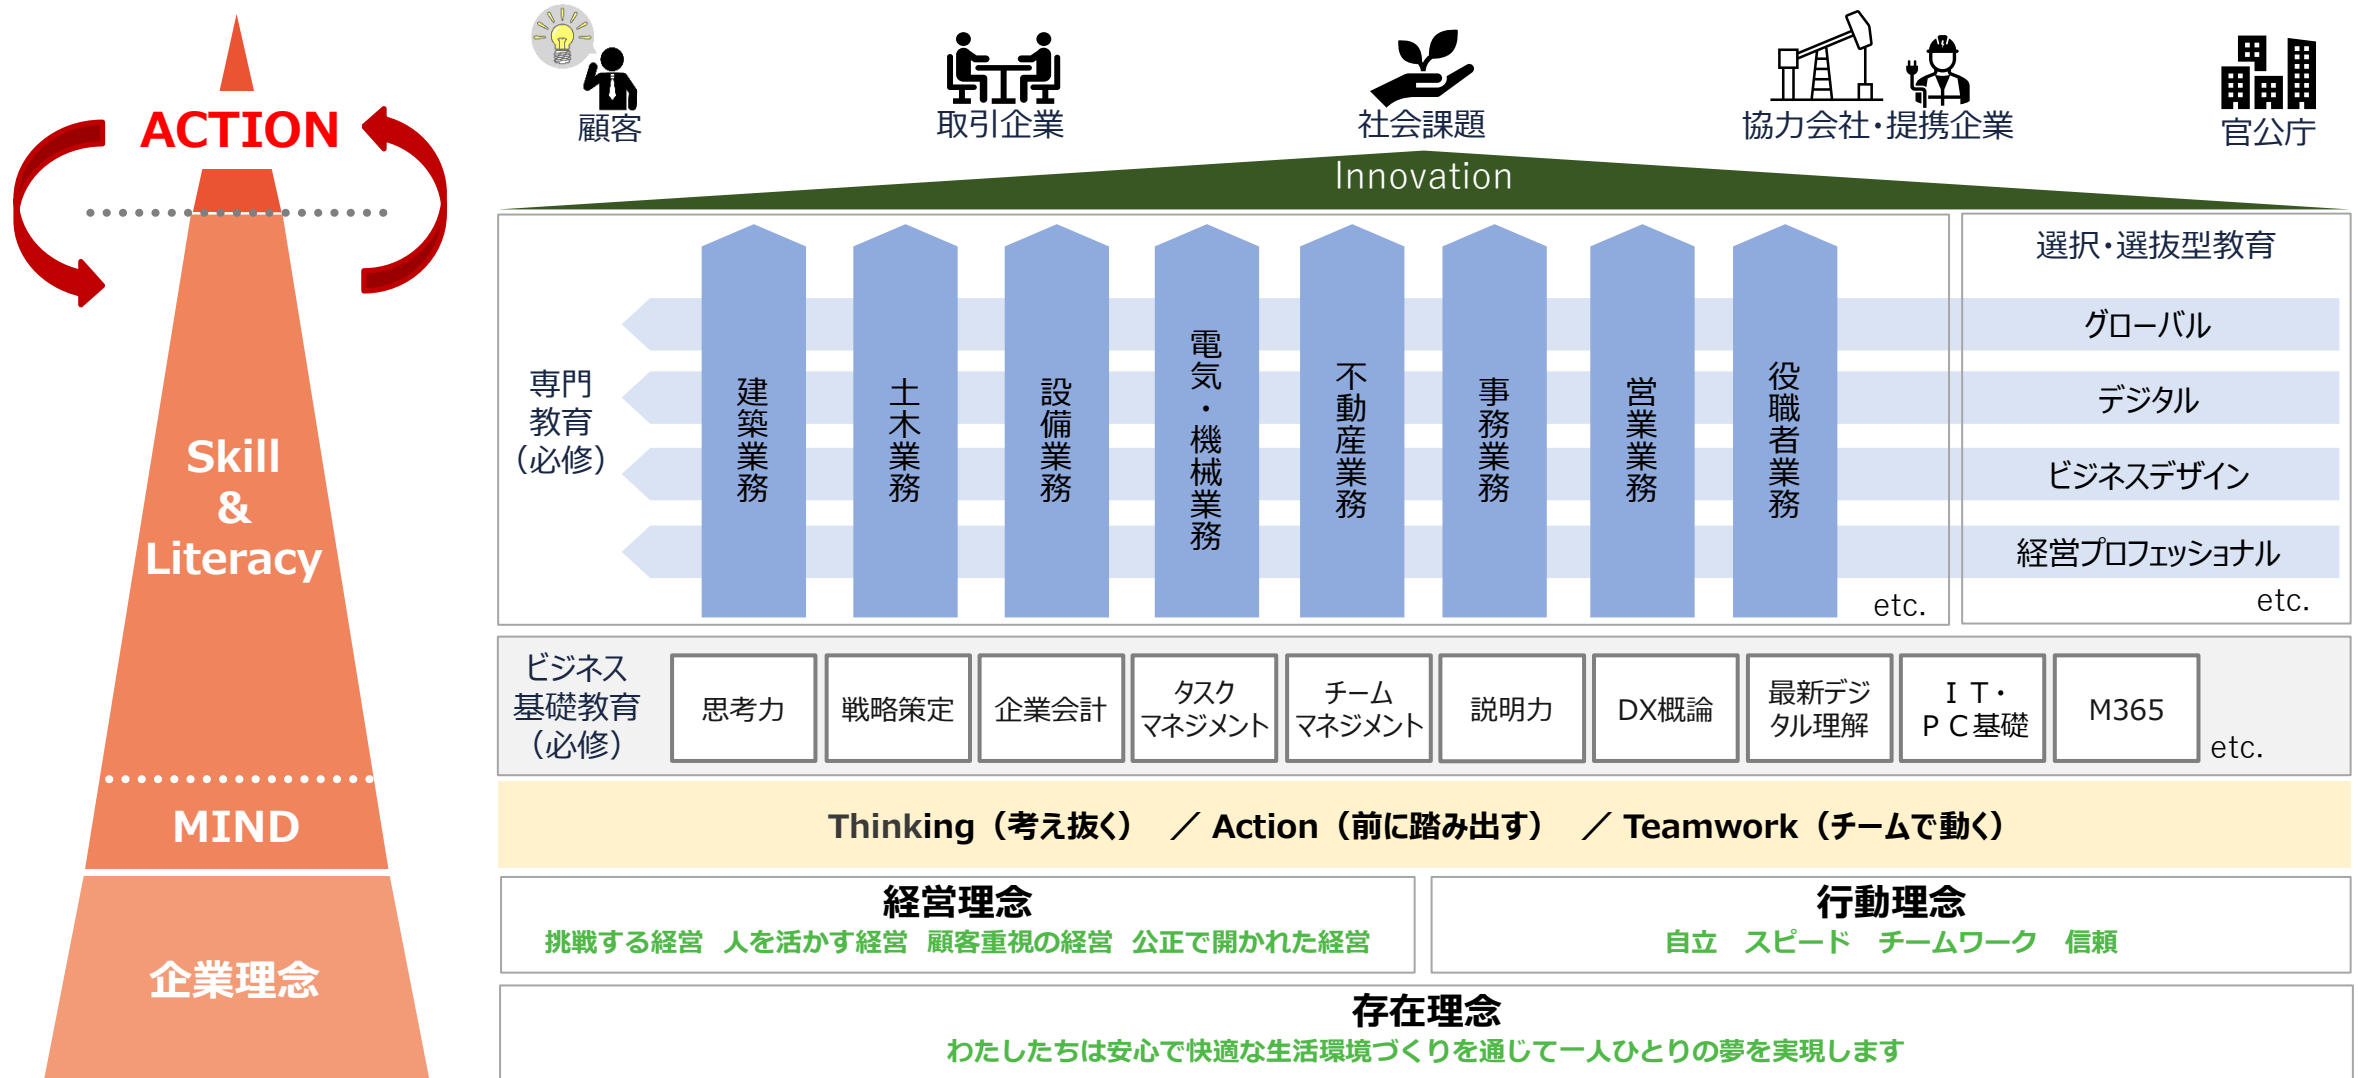 ACTION
Skill
&
Literacy
MIND
企業理念
顧客
取引企業
社会課題
協力会社・提携企業
官公庁
Innovation
専門
教育
（必修）
建築業務
土木業務
設備業務
電気・機械業務
不動産業務
事務業務
営業業務
役職者業務
etc.
選択・選抜型教育
グローバル
デジタル
ビジネスデザイン
経営プロフェッショナル
etc.
ビジネス
基礎教育
（必修）
思考力
戦略策定
企業会計
タスク
マネジメント
チーム
マネジメント
説明力
DX概論
最新デジ
タル理解
ＩＴ・
ＰＣ基礎
M365
etc.
Thinking（考え抜く） ／ Action（前に踏み出す） ／ Teamwork（チームで動く）
経営理念
挑戦する経営　人を活かす経営　顧客重視の経営　公正で開かれた経営
行動理念
自立　スピード　チームワーク　信頼
存在理念
わたしたちは安心で快適な生活環境づくりを通じて一人ひとりの夢を実現します